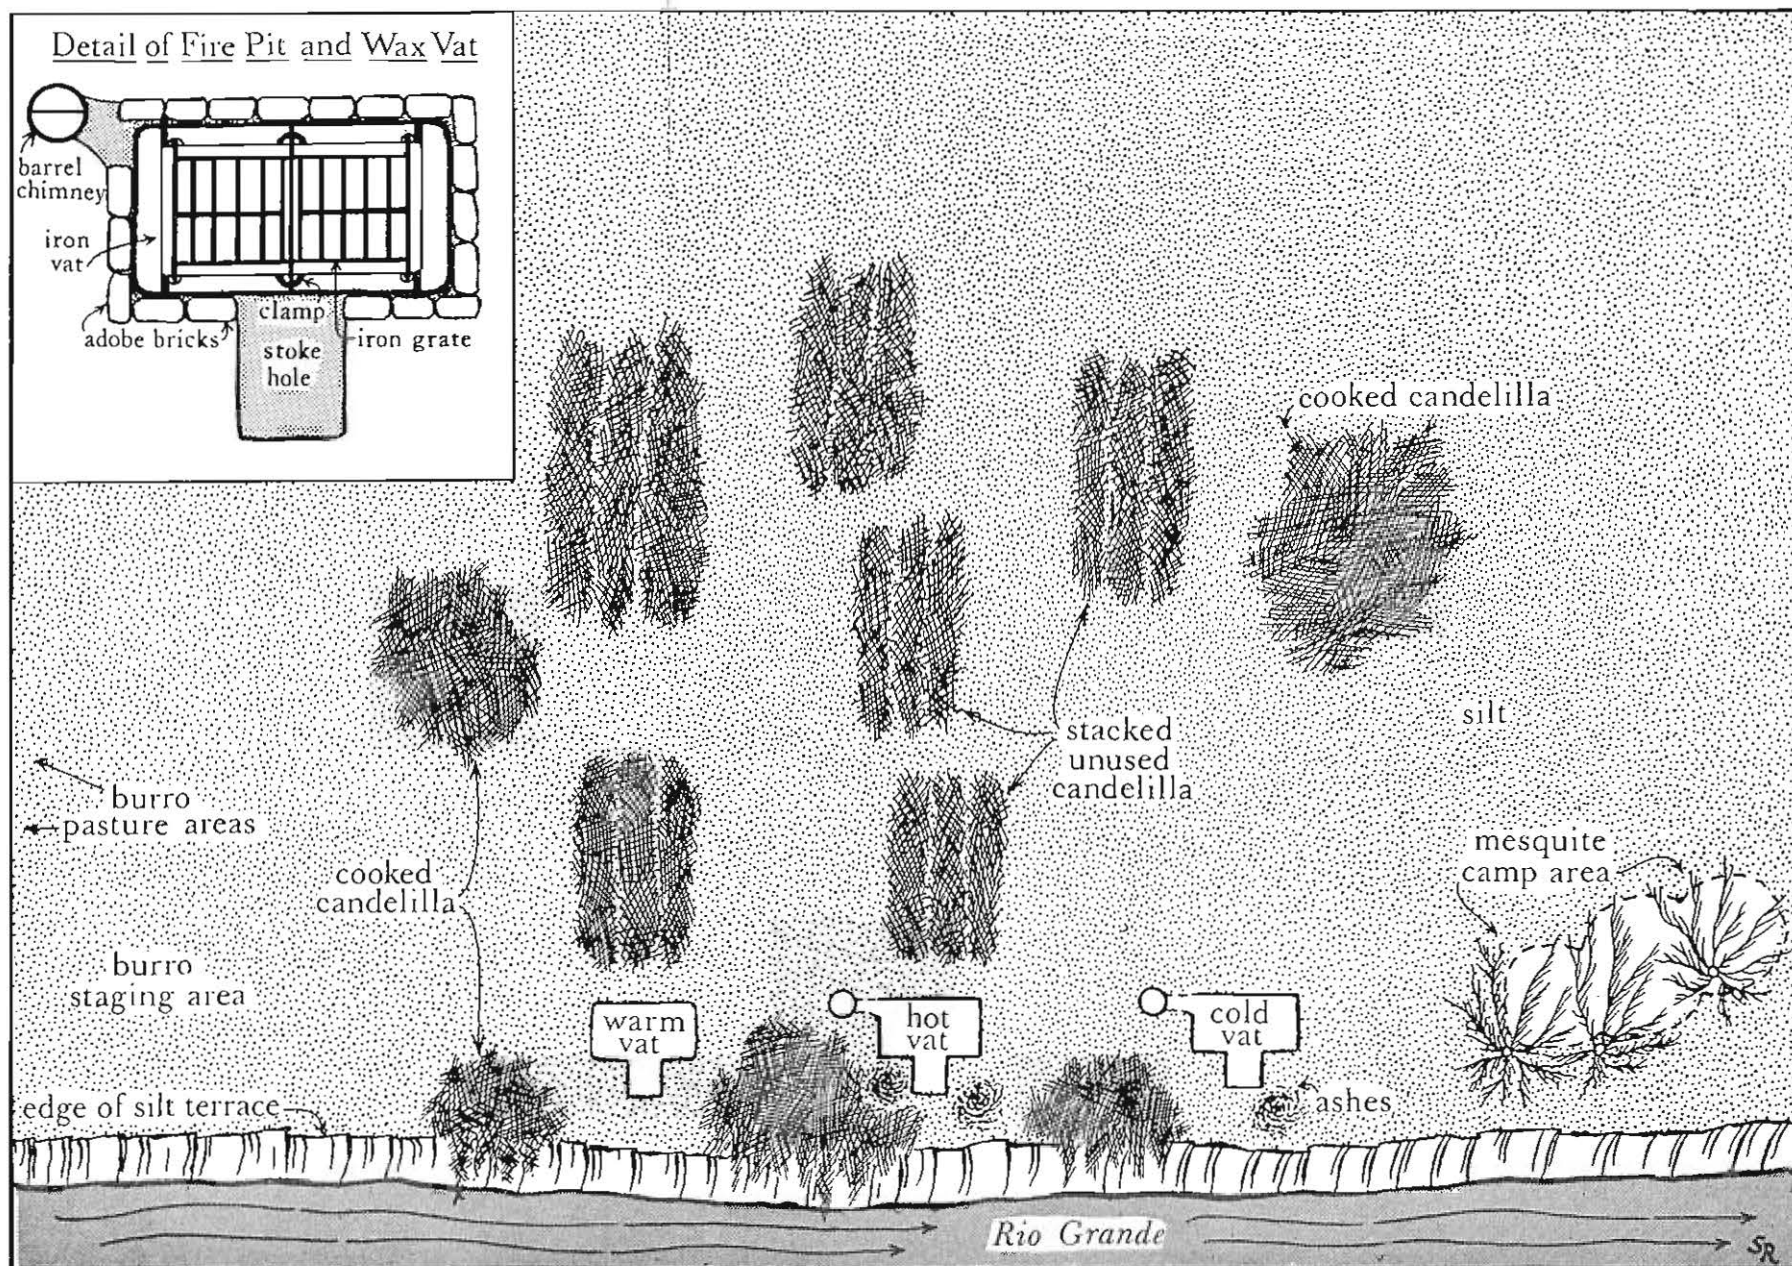 Detail of Fire Pit and Wax Vat
barrel
chimney
iron
vat
adobe bricks
clamp
stoke
hole
iron grate
cooked candelilla
silt
stacked
unused
candelilla
burro
pasture areas
cooked
candelilla
mesquite
camp area
burro
staging area
warm
vat
hot
vat
cold
vat
ashes
edge of silt terrace
Rio Grande
SR